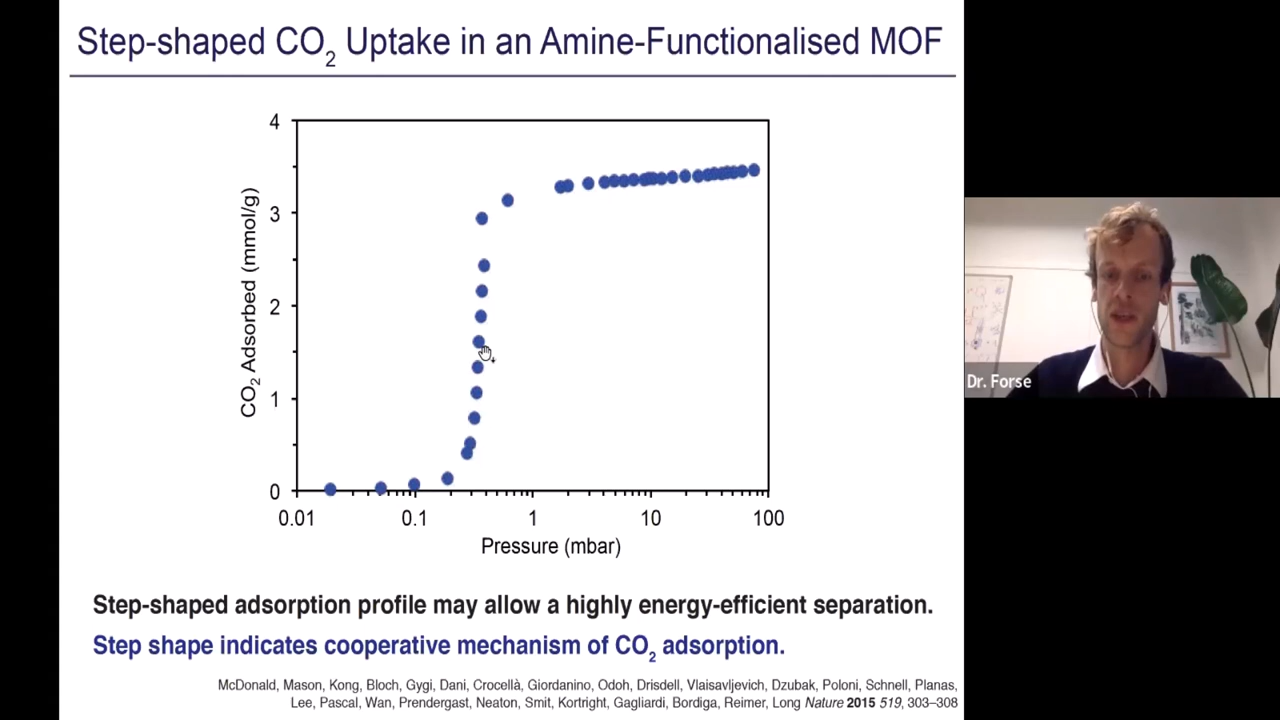 Step-shaped CO2 Uptake in an Amine-Functionalised MOF
4
3
2
1
0
CO2 Adsorbed (mmol/g)
0.01 0.1 1 10 100
Pressure (mbar)
Dr. Forse
Step-shaped adsorption profile may allow a highly energy-efficient separation.
Step shape indicates cooperative mechanism of CO2 adsorption.
McDonald, Mason, Kong, Bloch, Gygi, Dani, Crocellà, Giordanino, Odoh, Drisdell, Vlaisavljevich, Dzubak, Poloni, Schnell, Planas,
Lee, Pascal, Wan, Prendergast, Neaton, Smit, Kortright, Gagliardi, Bordiga, Reimer, Long Nature 2015 519, 303–308